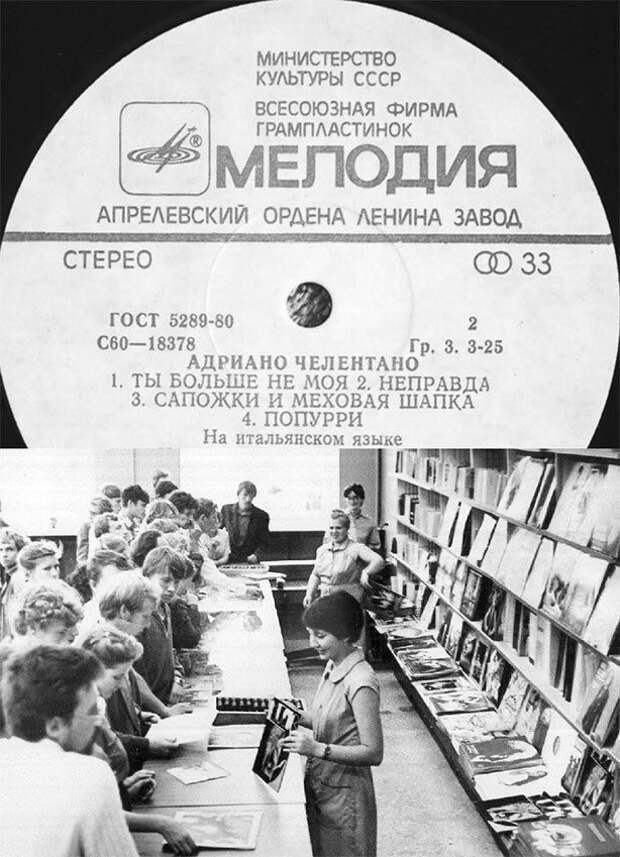 МИНИСТЕРСТВО
КУЛЬТУРЫ СССР
ВСЕСОЮЗНАЯ ФИРМА
ГРАМПЛАСТИНОК
® МЕЛОДИЯ
АПРЕЛЕВСКИЙ ОРДЕНА ЛЕНИНА ЗАВОД
СТЕРЕО 33
ГОСТ 5289-80 2
С60—18378 Гр. 3. 3-25
АДРИАНО ЧЕЛЕНТАНО
1. ТЫ БОЛЬШЕ НЕ МОЯ 2. НЕПРАВДА
3. САПОЖКИ И МЕХОВАЯ ШАПКА
4. ПОПУРРИ
На итальянском языке